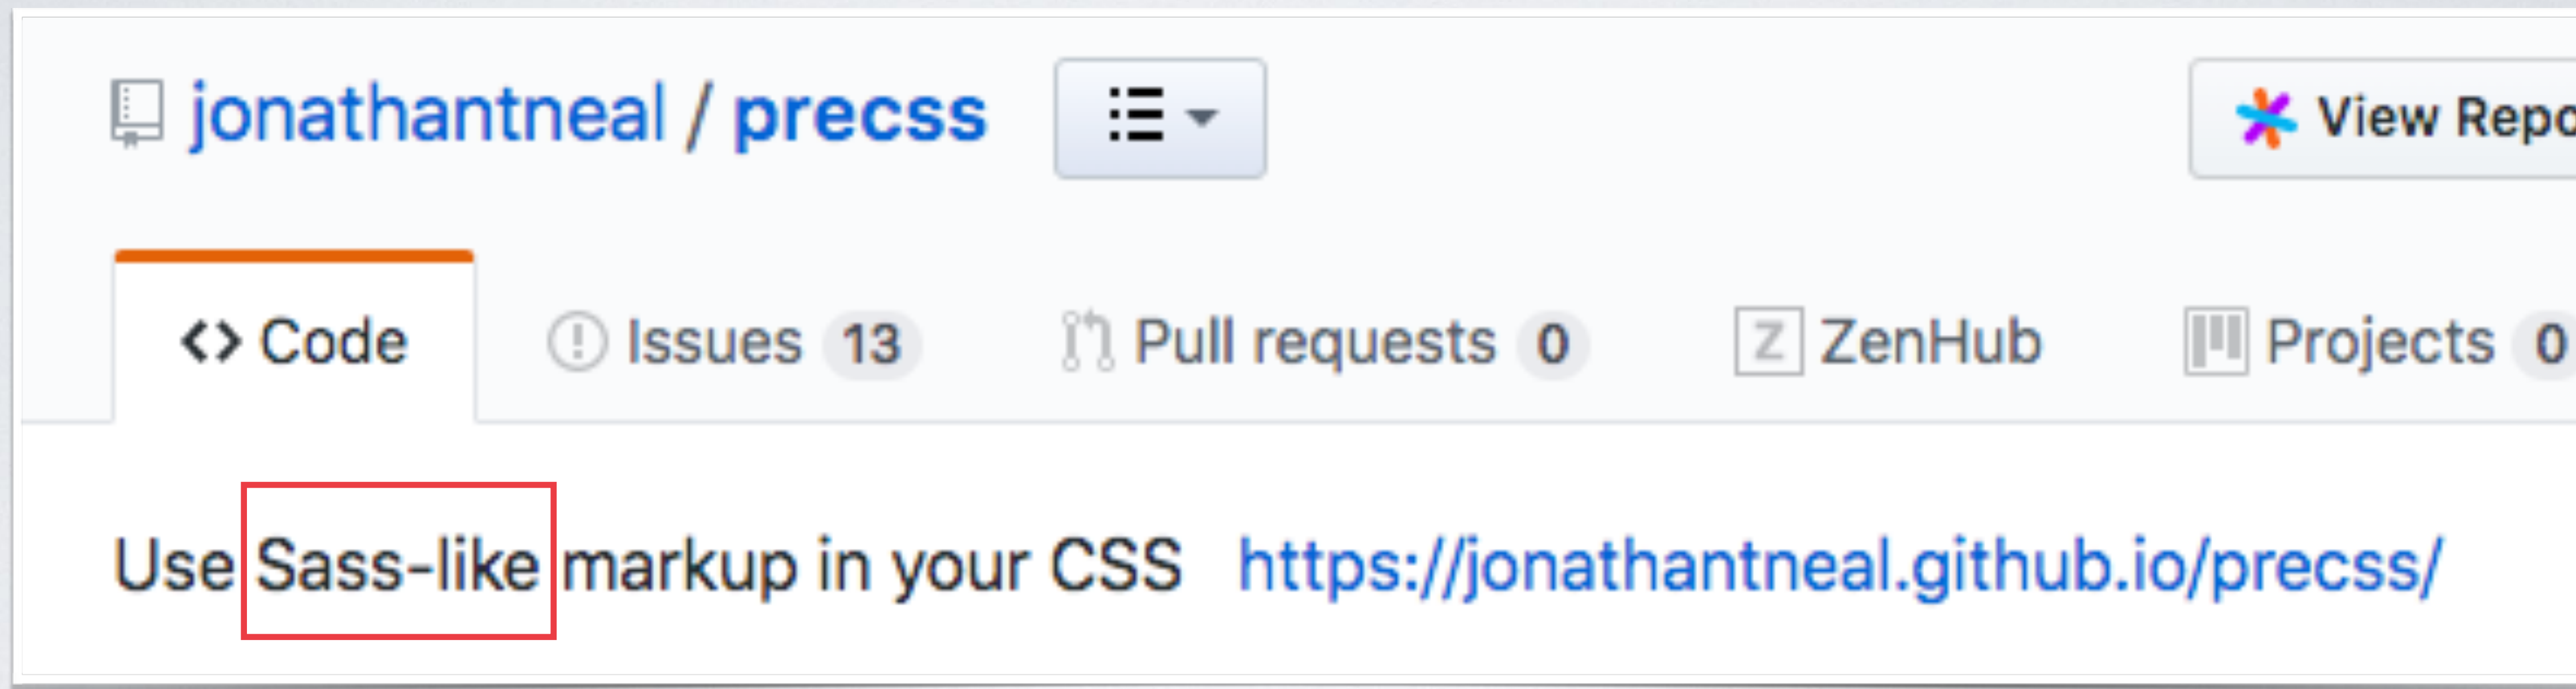 jonathantneal / precss
View Repo
<> Code Issues 13 Pull requests 0 Z ZenHub Projects 0
Use Sass-like markup in your CSS https://jonathantneal.github.io/precss/